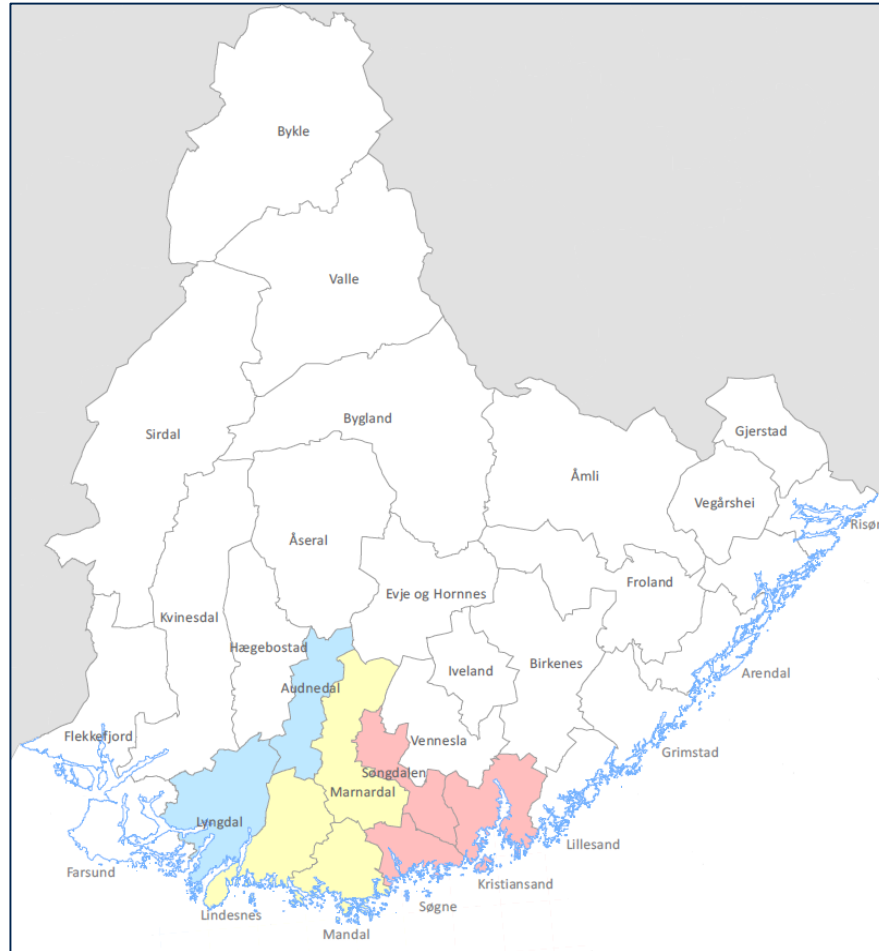 Bykle
Valle
Sirdal
Bygland
Gjerstad
Åmli
Vegårshei
Risør
Åseral
Evje og Hornnes
Froland
Kvinesdal
Hægebostad
Iveland
Birkenes
Arendal
Audnedal
Flekkefjord
Vennesla
Grimstad
Songdalen
Marnardal
Lyngdal
Lillesand
Farsund
Kristiansand
Søgne
Lindesnes
Mandal